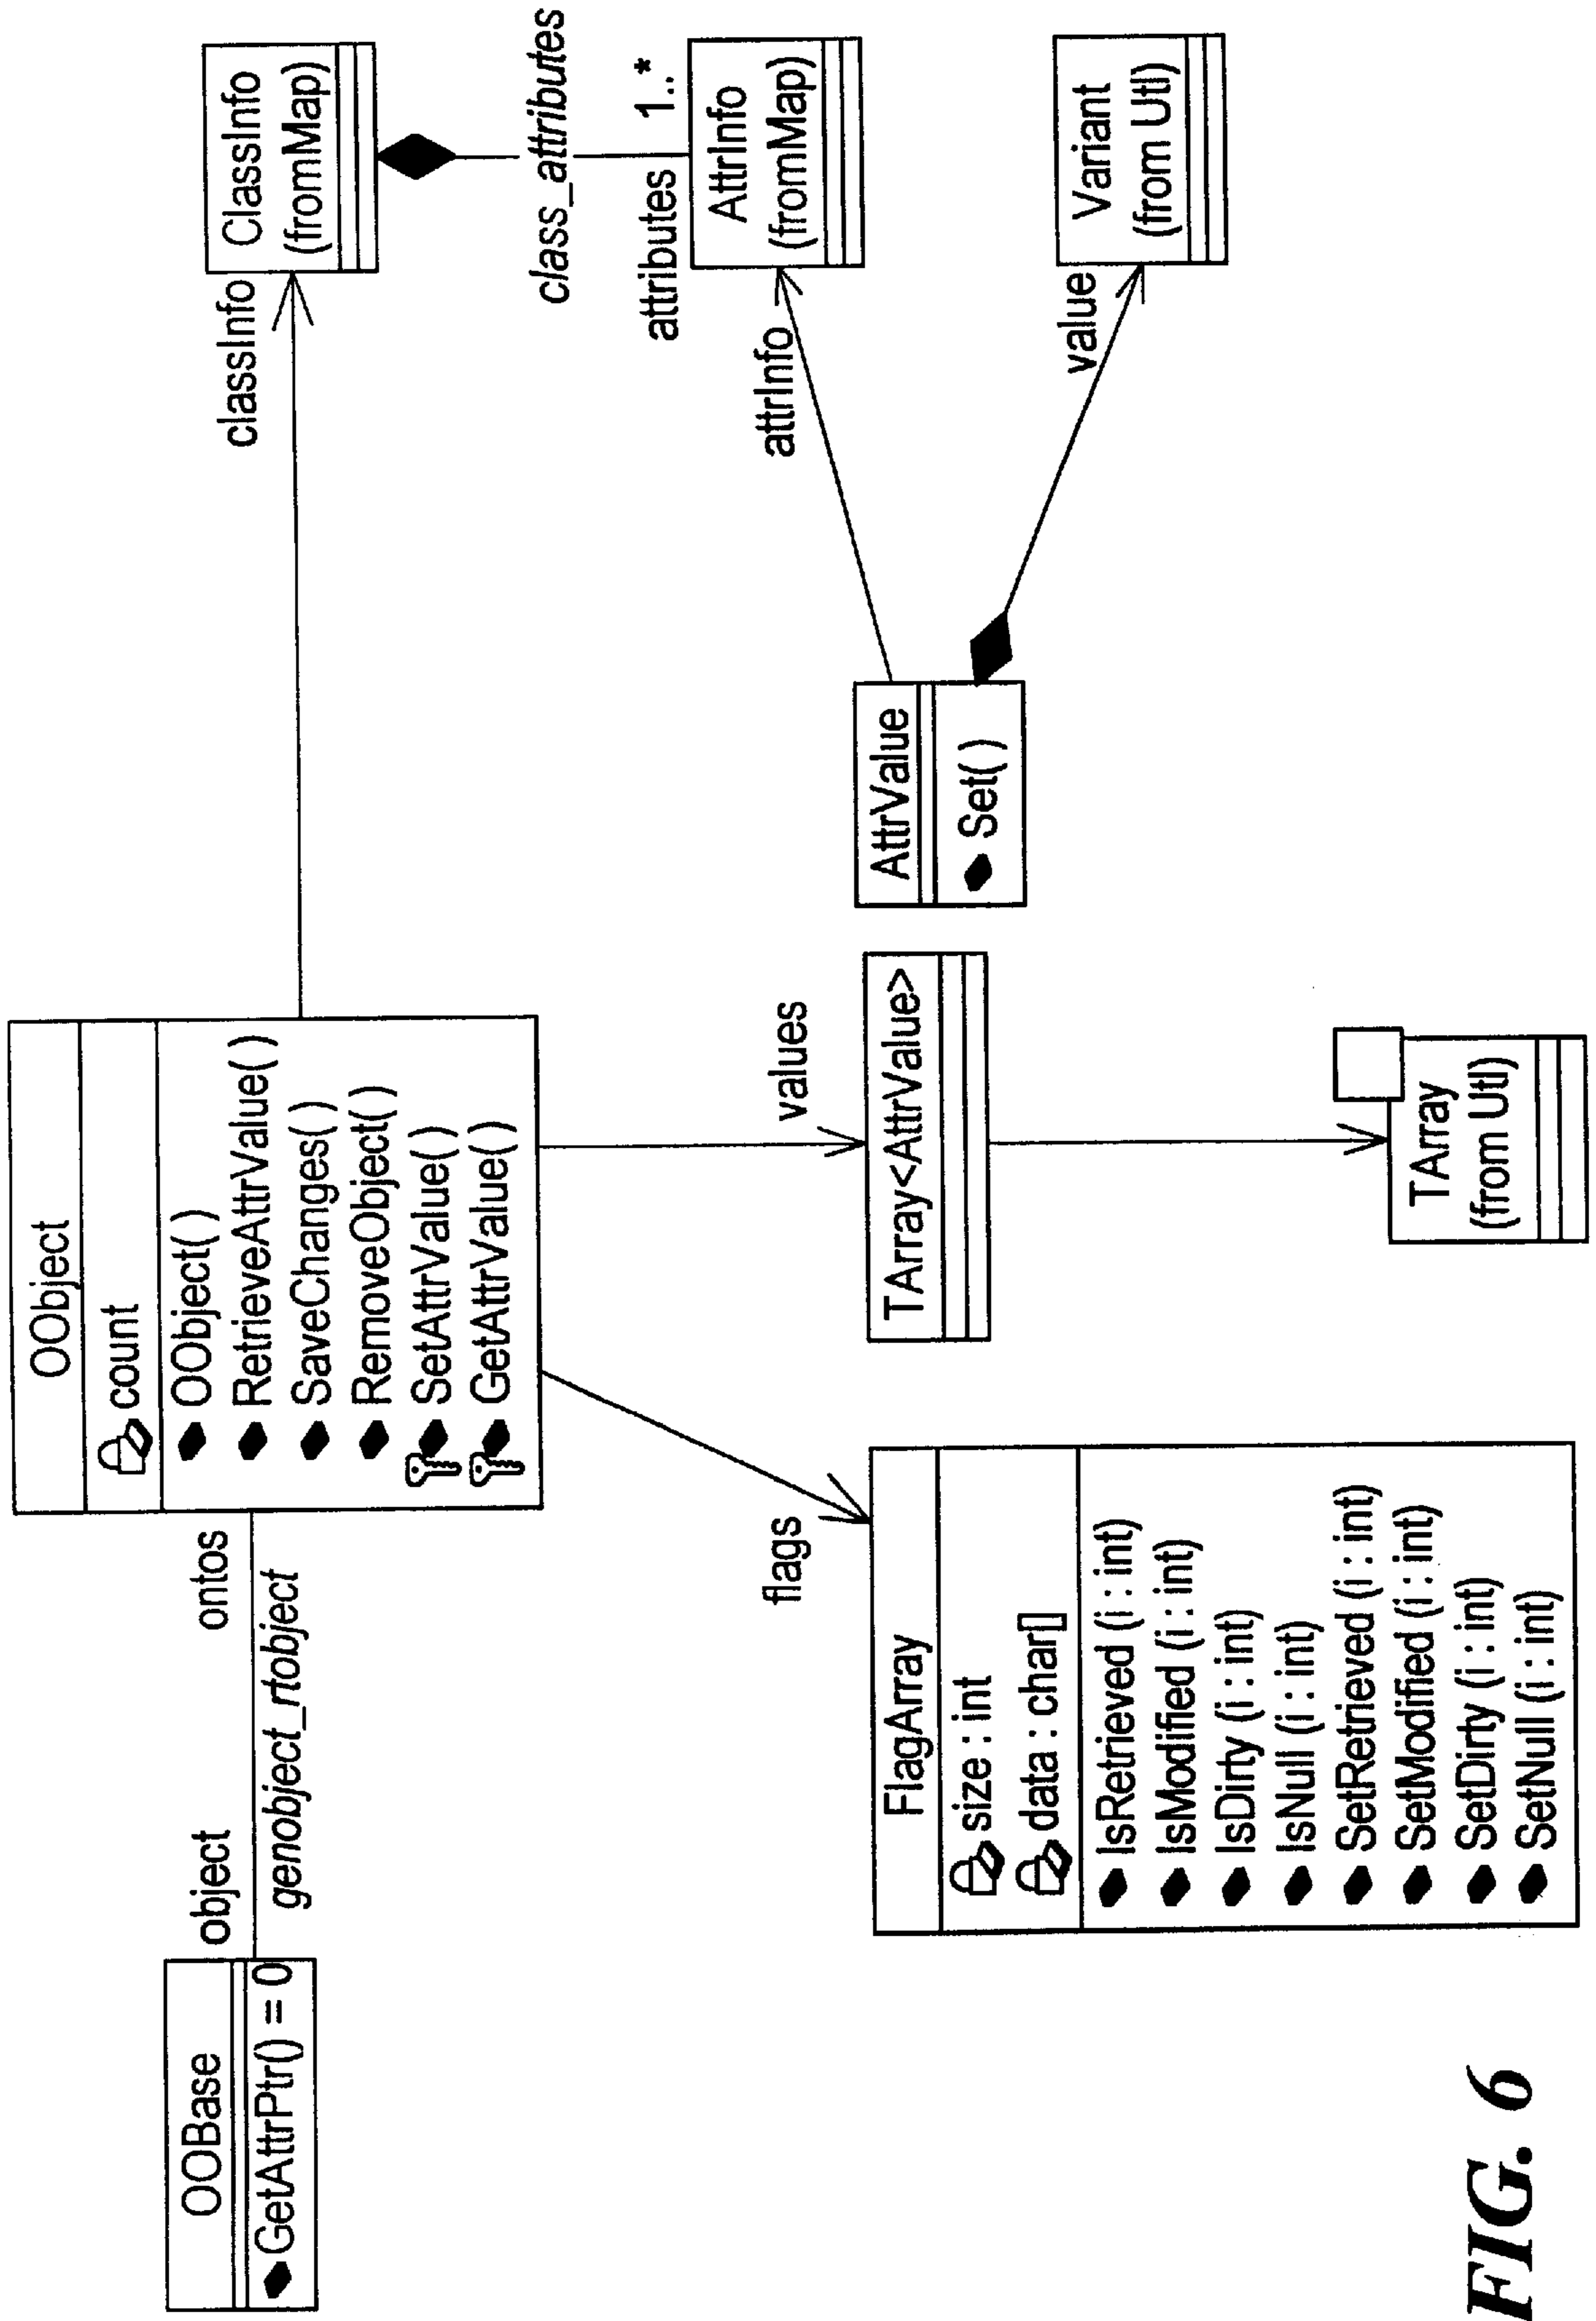 OOBase
GetAttrPtr() = 0
object
ontos
genobject_rtobject
OObject
count
OObject( )
RetrieveAttrValue( )
SaveChanges( )
RemoveObject( )
SetAttrValue( )
GetAttrValue( )
classInfo
ClassInfo
(fromMap)
class_attributes
attributes
1..*
AttrInfo
(fromMap)
attrInfo
AttrValue
Set( )
value
Variant
(from Utl)
flags
FlagArray
size : int
data : char[]
IsRetrieved (i : int)
IsModified (i : int)
IsDirty (i : int)
IsNull (i : int)
SetRetrieved (i : int)
SetModified (i : int)
SetDirty (i : int)
SetNull (i : int)
values
TArray<AttrValue>
TArray
(from Utl)
FIG. 6